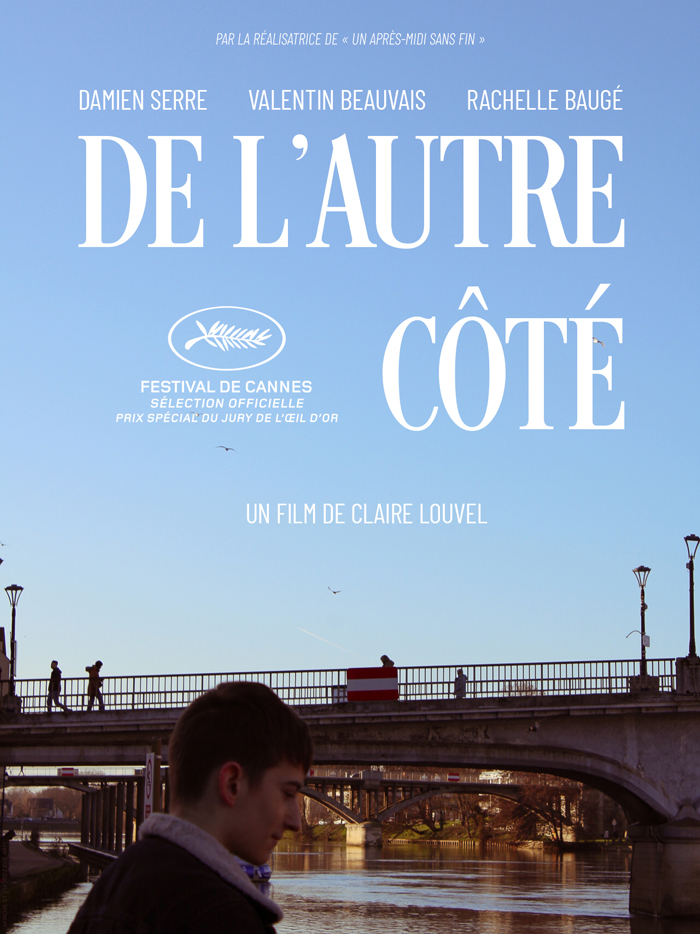 PAR LA RÉALISATRICE DE « UN APRÈS-MIDI SANS FIN »
DAMIEN SERRE VALENTIN BEAUVAIS RACHELLE BAUGÉ
DE L’AUTRE
CÔTÉ
FESTIVAL DE CANNES
SÉLECTION OFFICIELLE
PRIX SPÉCIAL DU JURY DE L’ŒIL D’OR
UN FILM DE CLAIRE LOUVEL